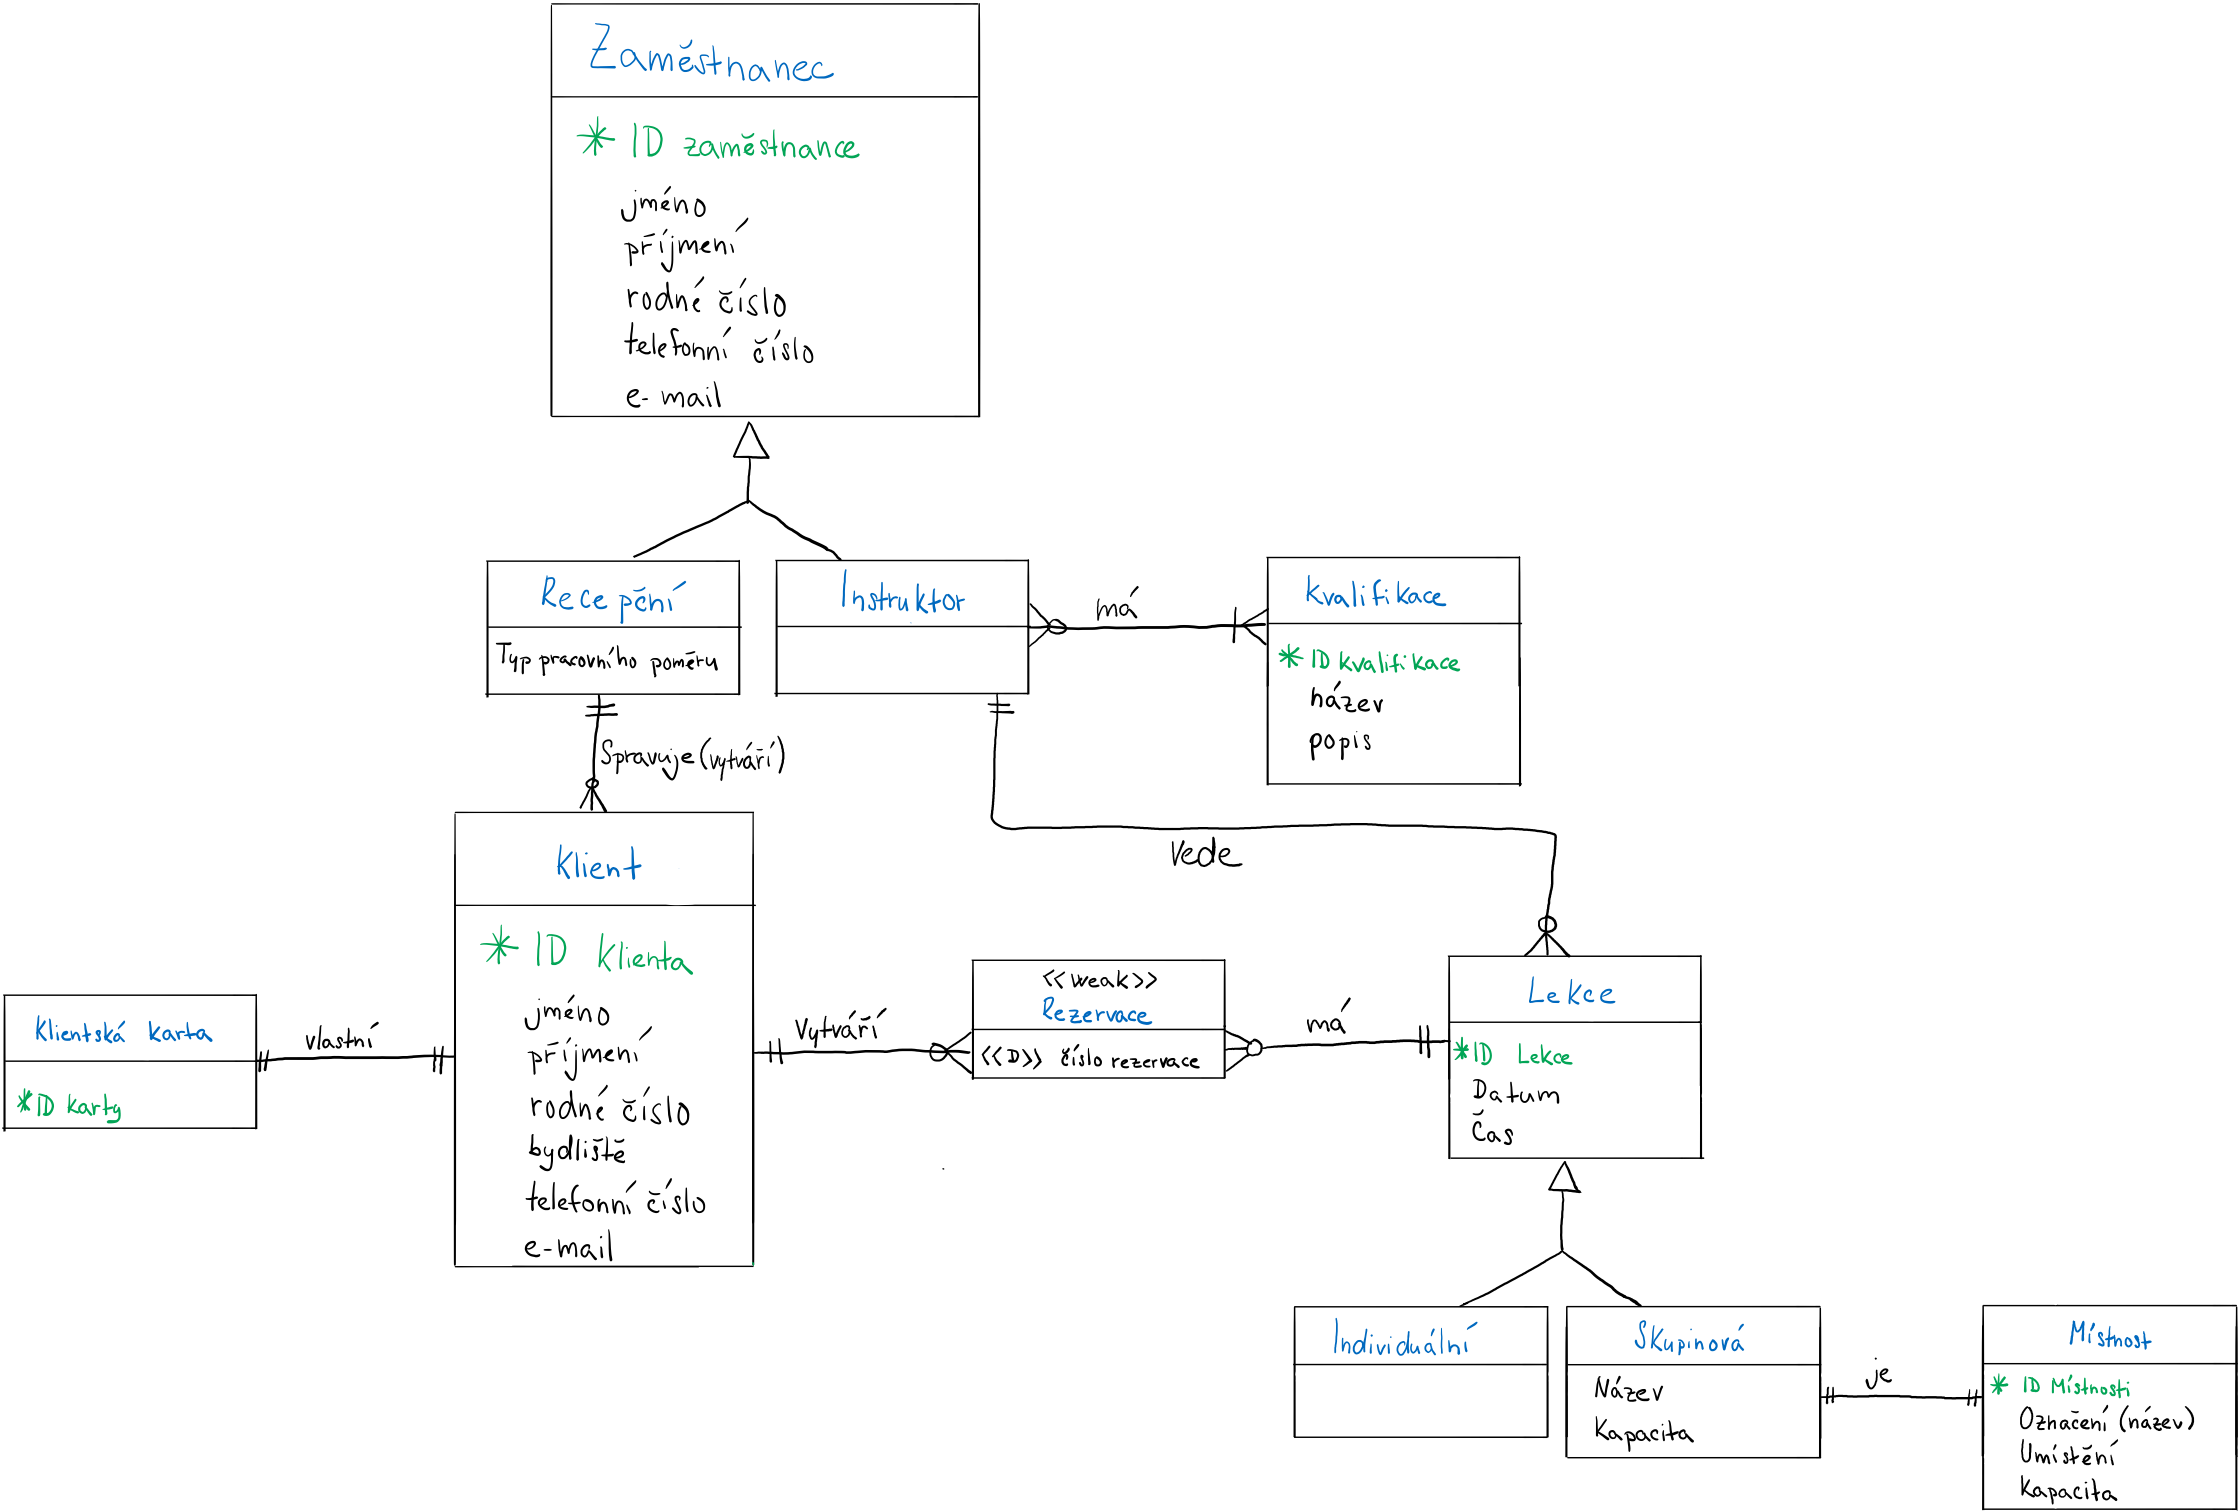 Zaměstnanec
* ID zaměstnance
jméno
příjmení
rodné číslo
telefonní číslo
e-mail
Recepční
Typ pracovního poměru
Instruktor
má
Kvalifikace
* ID kvalifikace
název
popis
Spravuje (vytváří)
Vede
Klient
* ID Klienta
jméno
příjmení
rodné číslo
bydliště
telefonní číslo
e-mail
Klientská karta
* ID karty
vlastní
Vytváří
<<weak>>
Rezervace
<<D>> číslo rezervace
má
Lekce
* ID Lekce
Datum
Čas
Individuální
Skupinová
Název
Kapacita
je
Místnost
* ID Místnosti
Označení (název)
Umístění
Kapacita